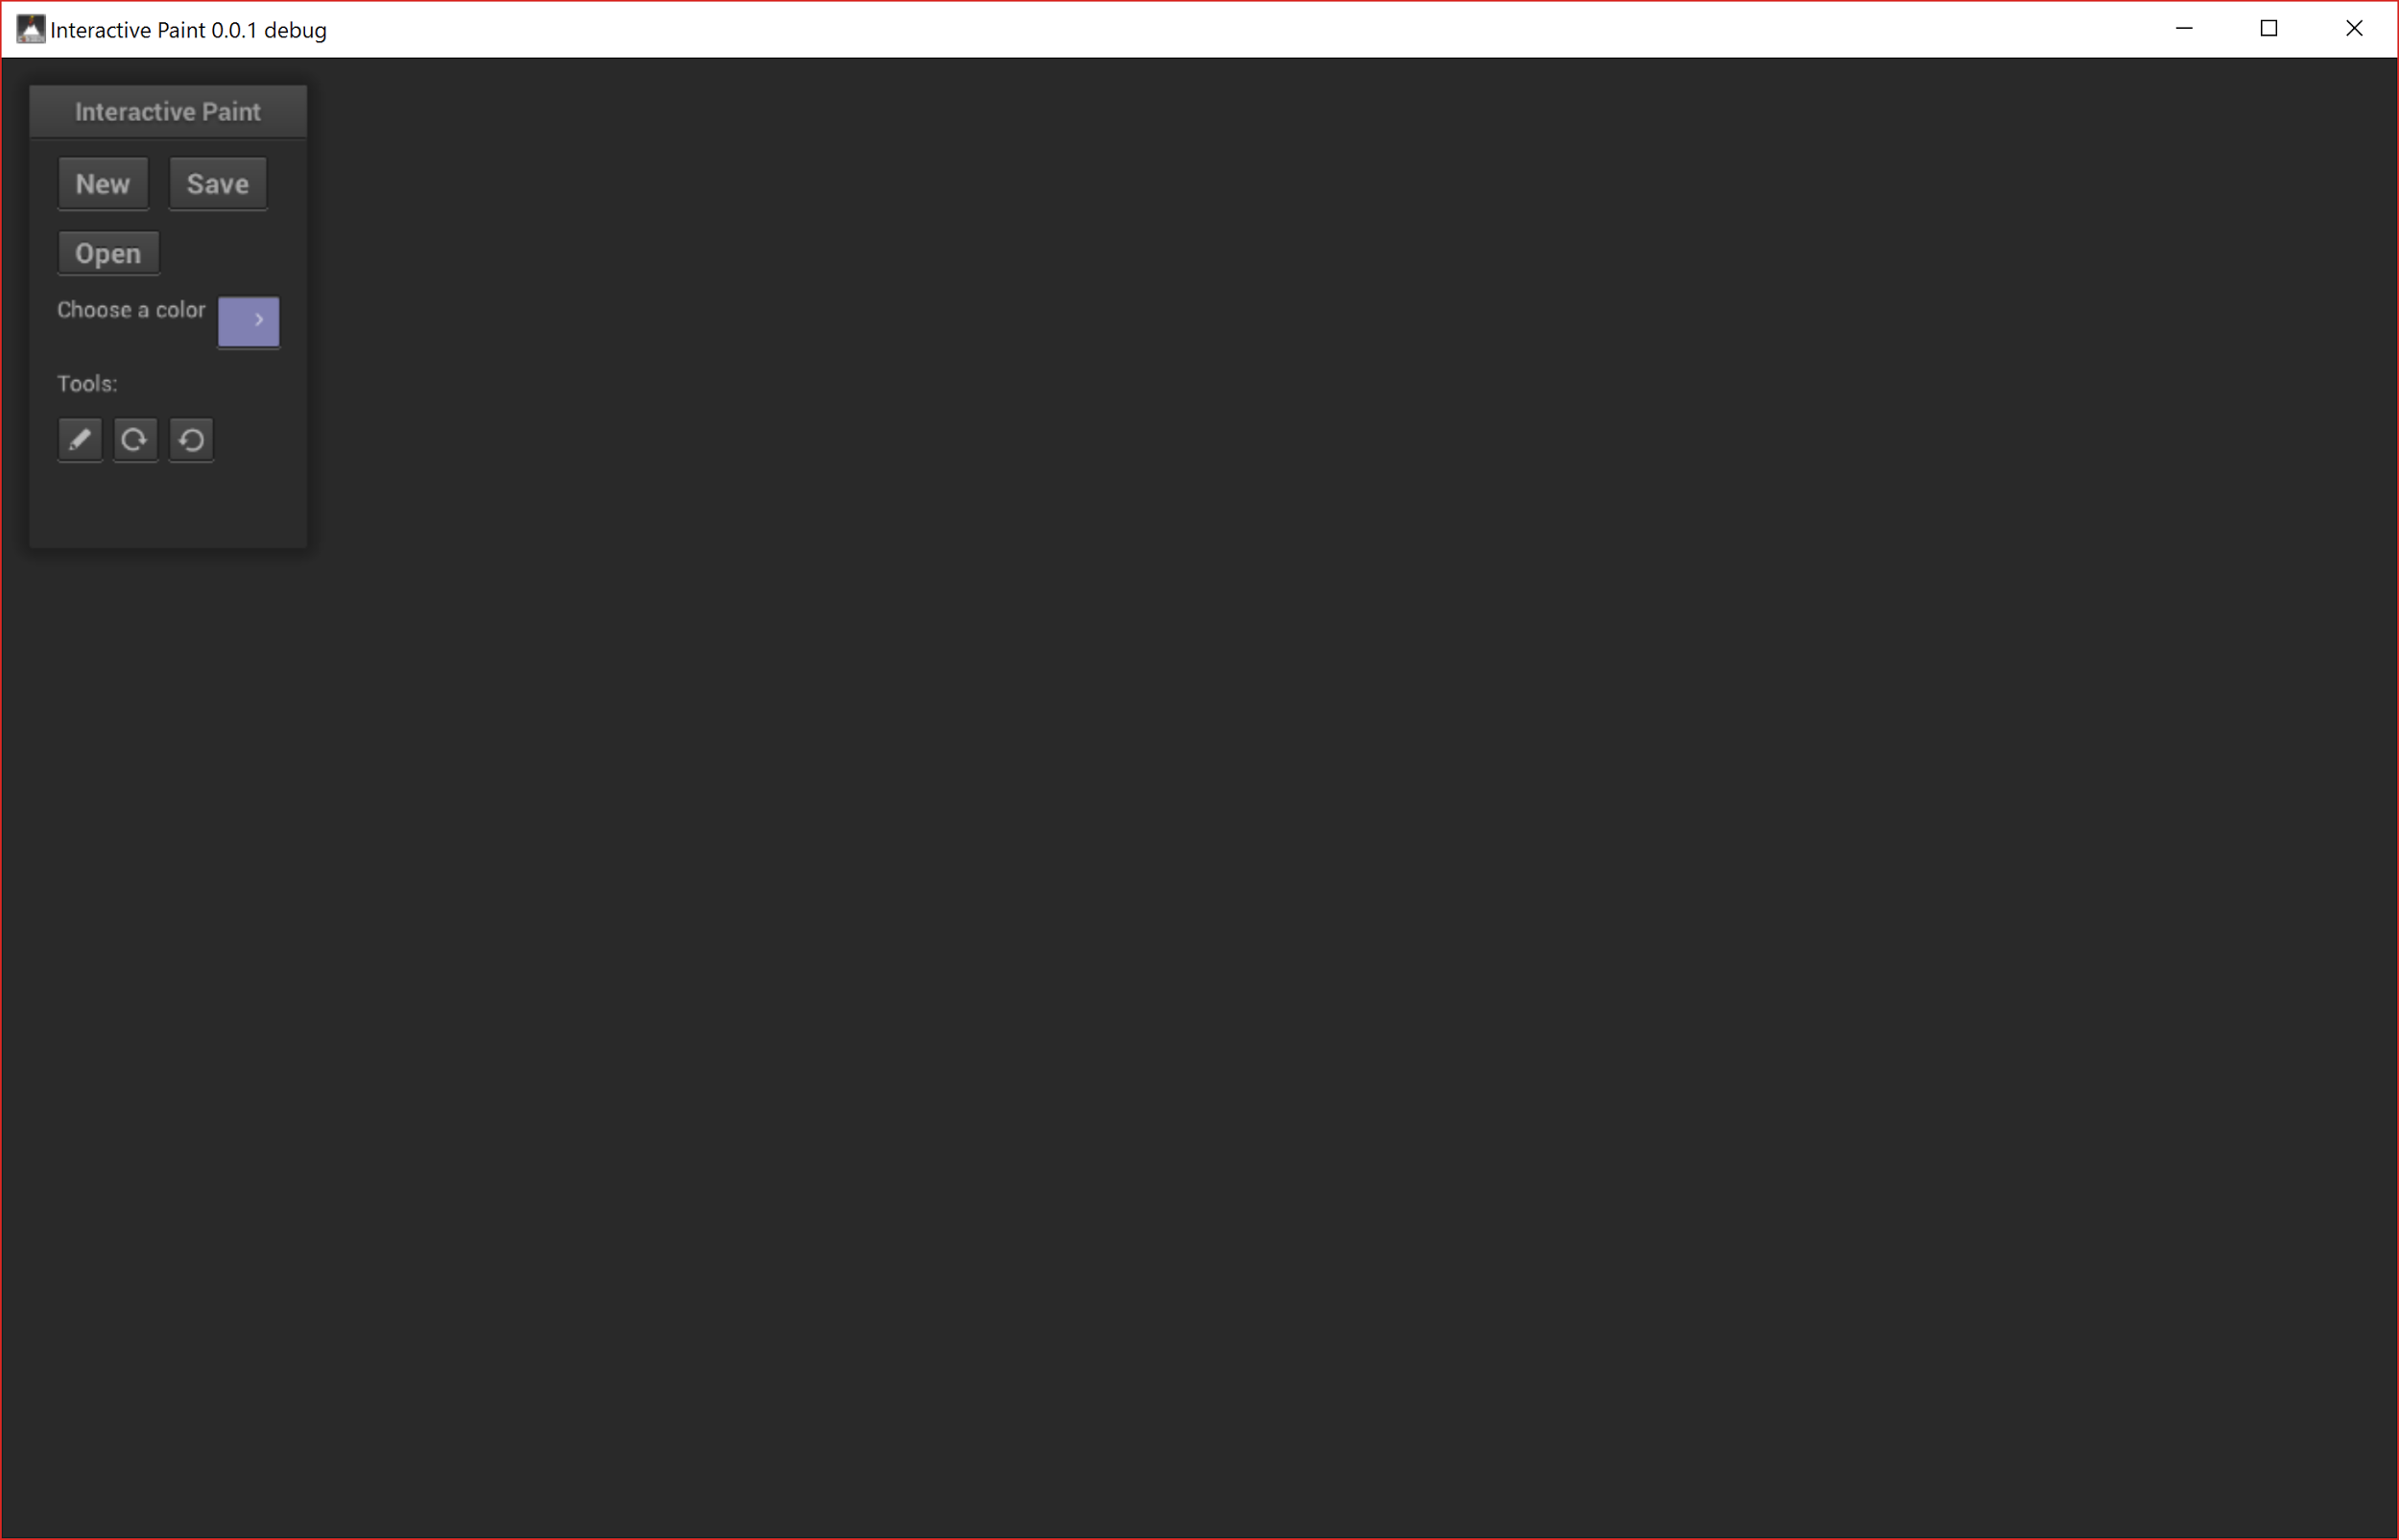 Interactive Paint 0.0.1 debug
Interactive Paint
New Save
Open
Choose a color
Tools: